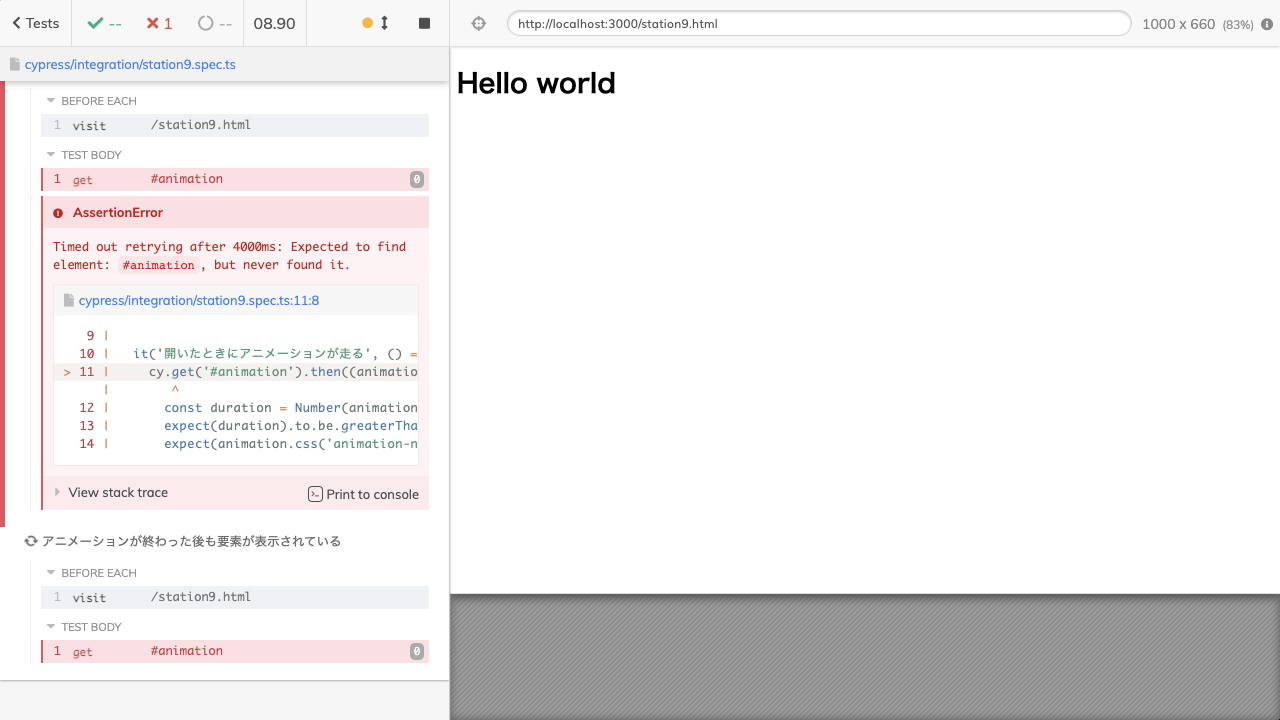 Tests
--
1
--
08.90
http://localhost:3000/station9.html
1000 x 660 (83%)
cypress/integration/station9.spec.ts
BEFORE EACH
1 visit /station9.html
TEST BODY
1 get #animation 0
AssertionError
Timed out retrying after 4000ms: Expected to find
element: #animation, but never found it.
cypress/integration/station9.spec.ts:11:8
9 |
10 | it('開いたときにアニメーションが走る', () =
> 11 | cy.get('#animation').then((animatio
| ^
12 | const duration = Number(animation
13 | expect(duration).to.be.greaterTha
14 | expect(animation.css('animation-n
View stack trace
Print to console
アニメーションが終わった後も要素が表示されている
BEFORE EACH
1 visit /station9.html
TEST BODY
1 get #animation 0
Hello world